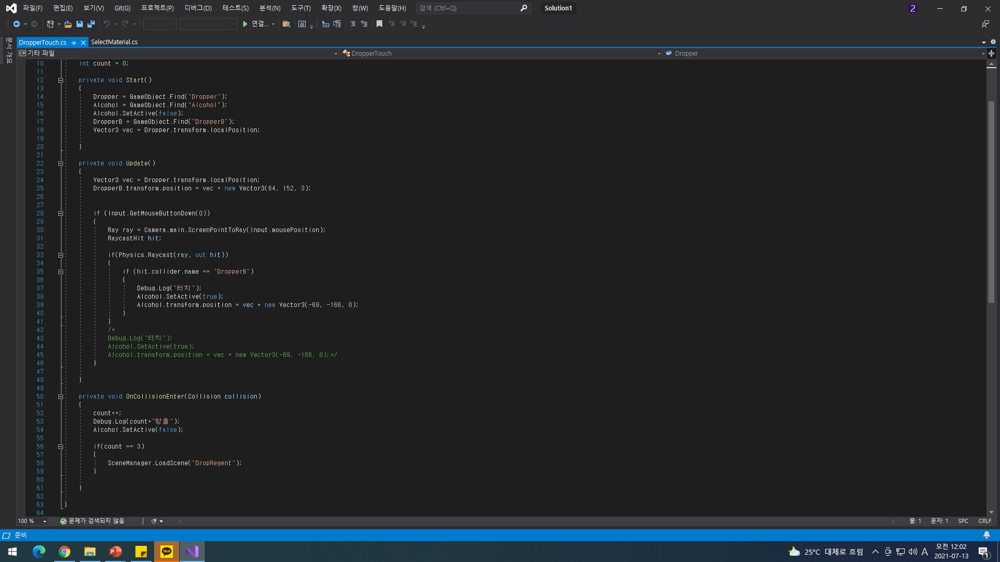 파일(F) 편집(E) 보기(V) Git(G) 프로젝트(P) 디버그(D) 테스트(S) 분석(N) 도구(T) 확장(X) 창(W) 도움말(H) 검색 (Ctrl+Q) Solution1 2
연결...
문서 개요
DropperTouch.cs SelectMaterial.cs
C# 기타 파일 DropperTouch Dropper
10 int count = 0;
11
12 private void Start()
13 {
14 Dropper = GameObject.Find("Dropper");
15 Alcohol = GameObject.Find("Alcohol");
16 Alcohol.SetActive(false);
17 DropperB = GameObject.Find("DropperB");
18 Vector3 vec = Dropper.transform.localPosition;
19
20 }
21
22 private void Update()
23 {
24 Vector3 vec = Dropper.transform.localPosition;
25 DropperB.transform.position = vec + new Vector3(64, 152, 3);
26
27
28 if (Input.GetMouseButtonDown(0))
29 {
30 Ray ray = Camera.main.ScreenPointToRay(Input.mousePosition);
31 RaycastHit hit;
32
33 if(Physics.Raycast(ray, out hit))
34 {
35 if (hit.collider.name == "DropperB")
36 {
37 Debug.Log("터치");
38 Alcohol.SetActive(true);
39 Alcohol.transform.position = vec + new Vector3(-69, -166, 0);
40 }
41 }
42 /*
43 Debug.Log("터치");
44 Alcohol.SetActive(true);
45 Alcohol.transform.position = vec + new Vector3(-69, -166, 0);*/
46 }
47
48 }
49
50 private void OnCollisionEnter(Collision collision)
51 {
52 count++;
53 Debug.Log(count+"방울");
54 Alcohol.SetActive(false);
55
56 if(count == 3)
57 {
58 SceneManager.LoadScene("DropRegent");
59 }
60
61 }
62
63 }
64
100 % 문제가 검색되지 않음 줄: 1 문자: 1 SPC CRLF
준비
P TALK 25°C 대체로 흐림 A 오전 12:02
2021-07-13 1